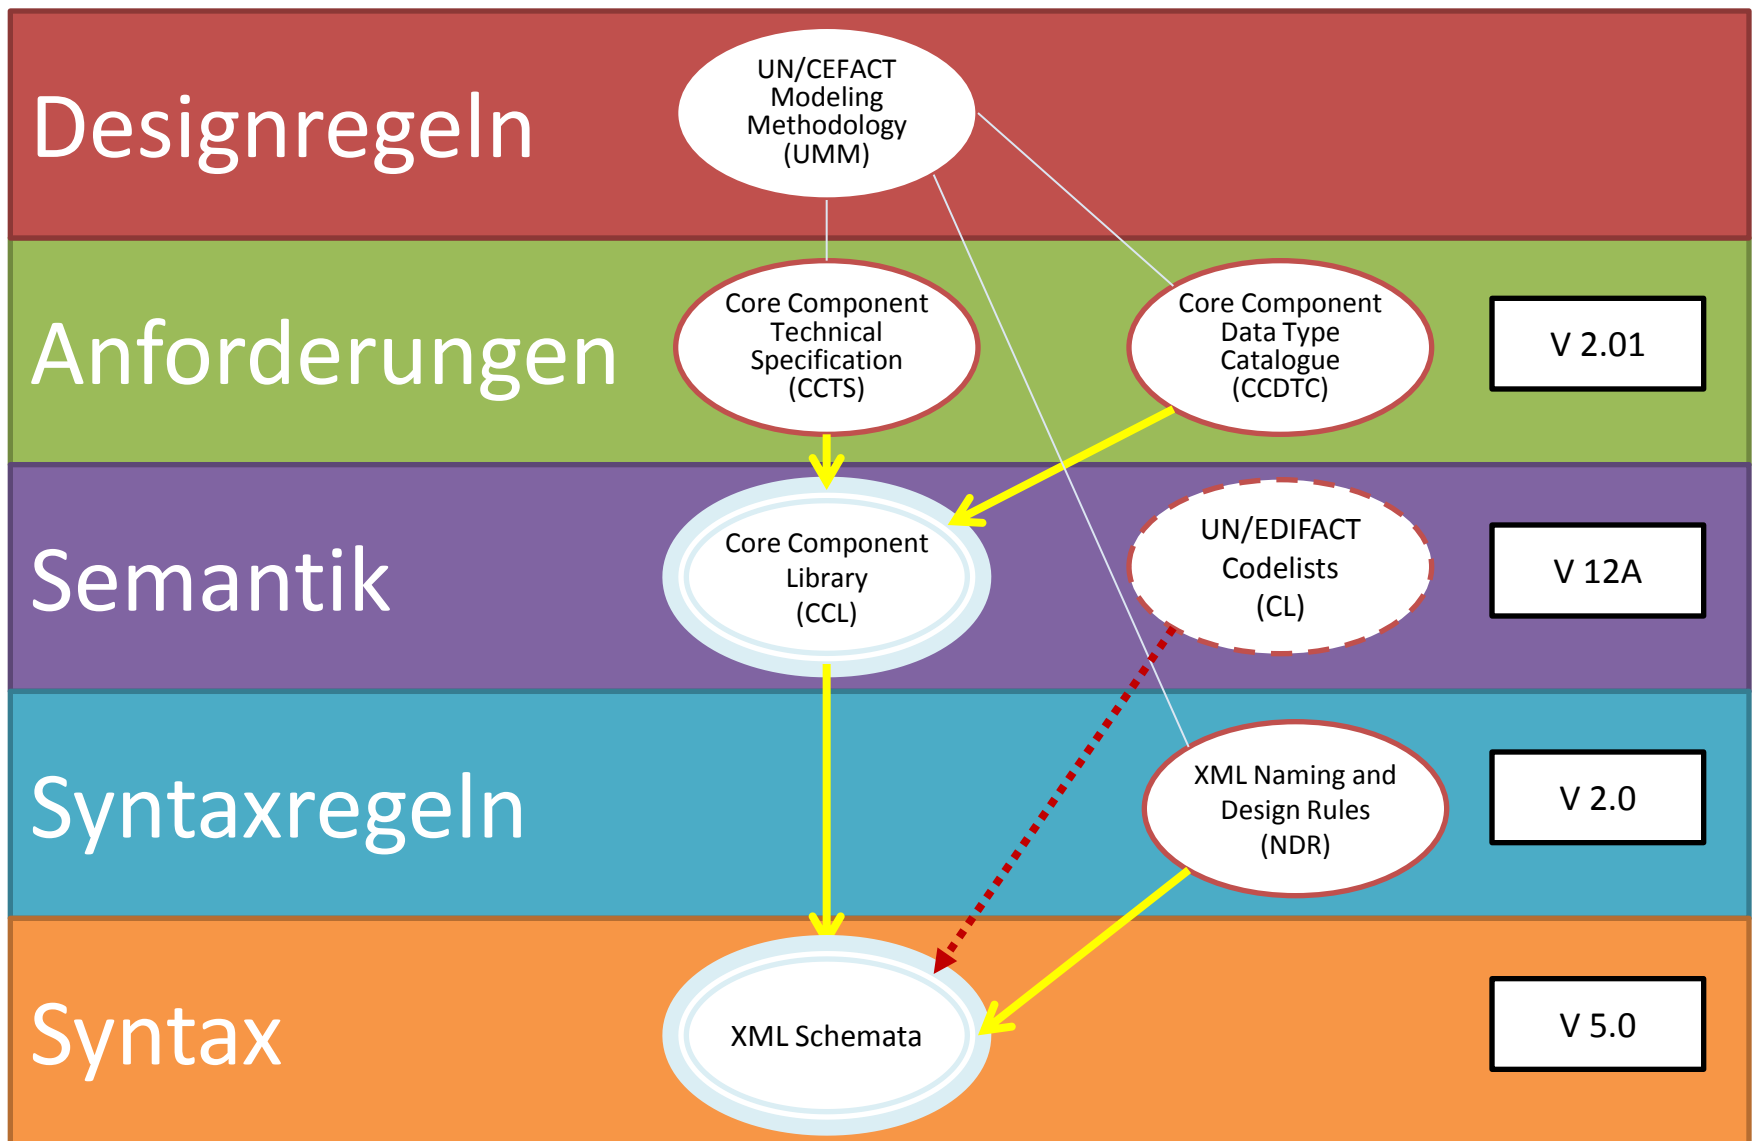 Designregeln
UN/CEFACT
Modeling
Methodology
(UMM)
Anforderungen
Core Component
Technical
Specification
(CCTS)
Core Component
Data Type
Catalogue
(CCDTC)
V 2.01
Semantik
Core Component
Library
(CCL)
UN/EDIFACT
Codelists
(CL)
V 12A
Syntaxregeln
XML Naming and
Design Rules
(NDR)
V 2.0
Syntax
XML Schemata
V 5.0